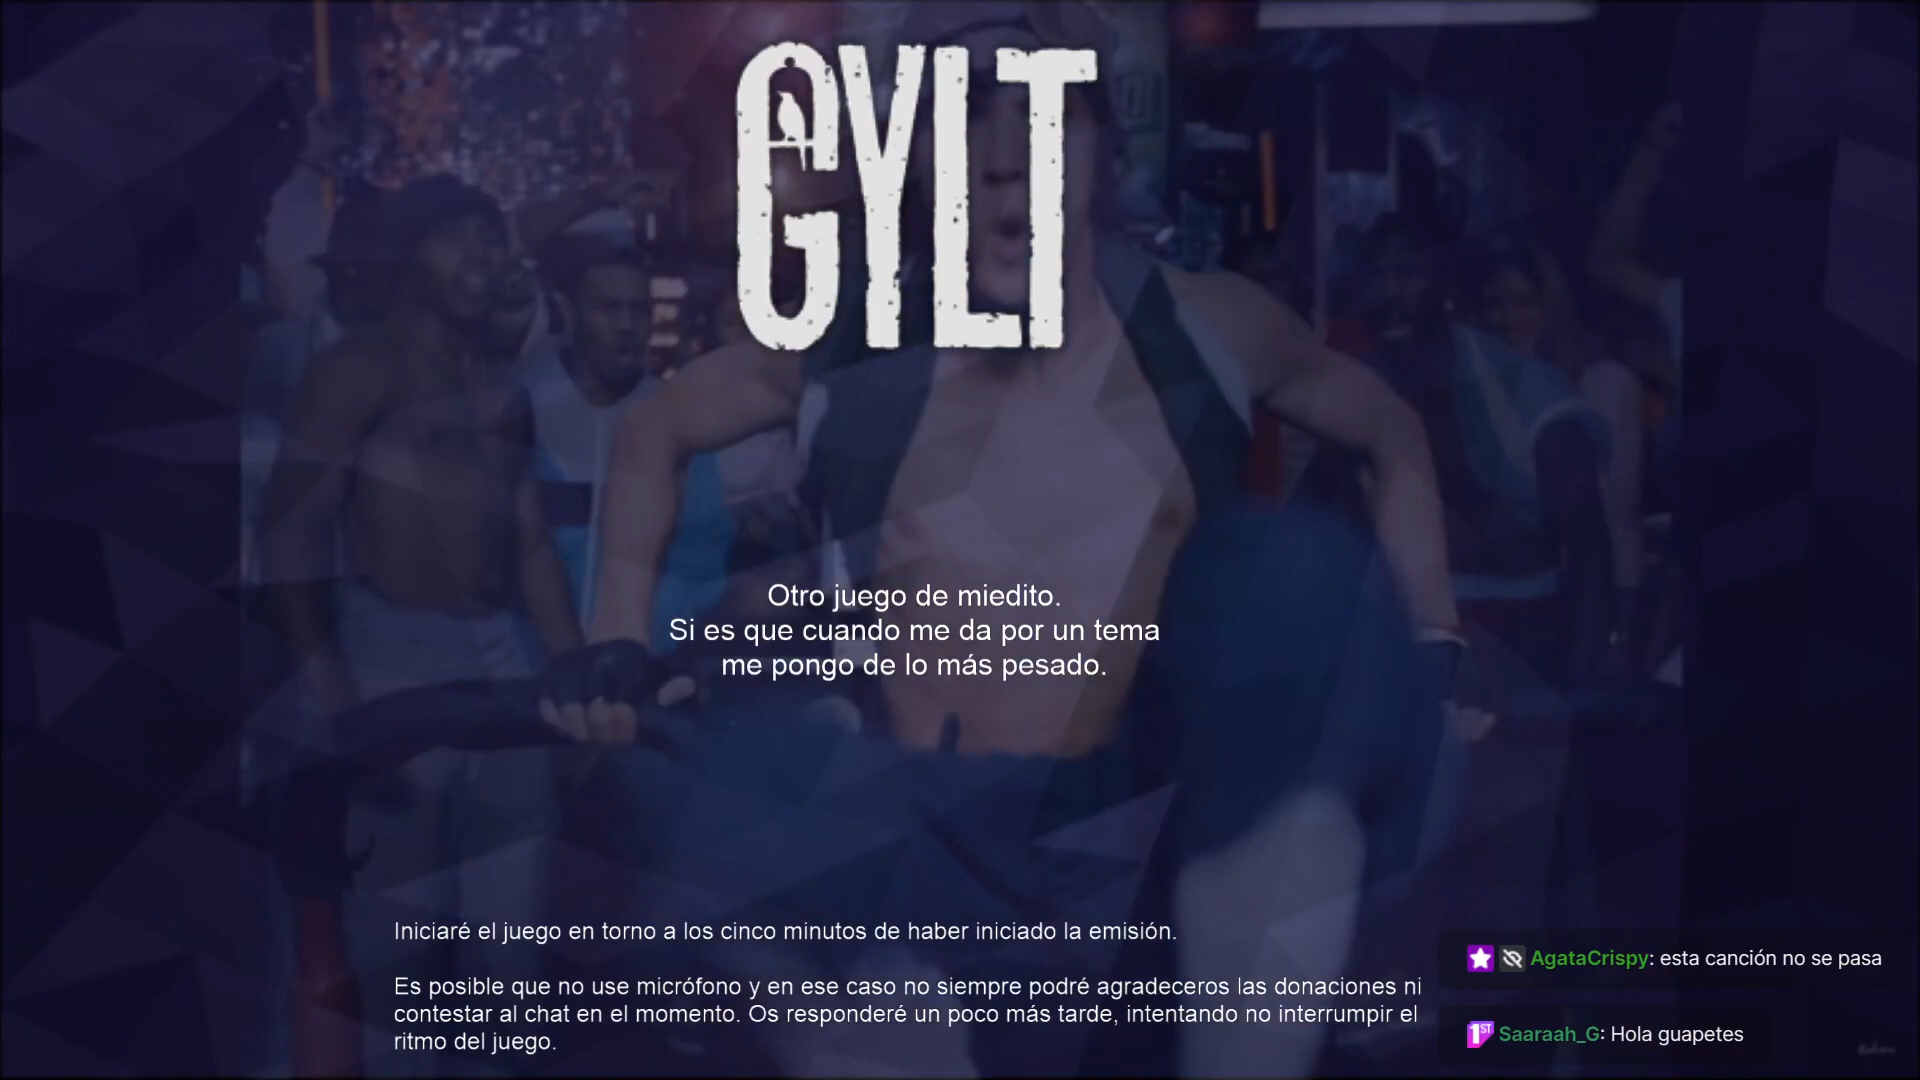 GYLT
Otro juego de miedito.
Si es que cuando me da por un tema
me pongo de lo más pesado.
Iniciaré el juego en torno a los cinco minutos de haber iniciado la emisión.
Es posible que no use micrófono y en ese caso no siempre podré agradeceros las donaciones ni
contestar al chat en el momento. Os responderé un poco más tarde, intentando no interrumpir el
ritmo del juego.
AgataCrispy: esta canción no se pasa
1ST Saaraah_G: Hola guapetes